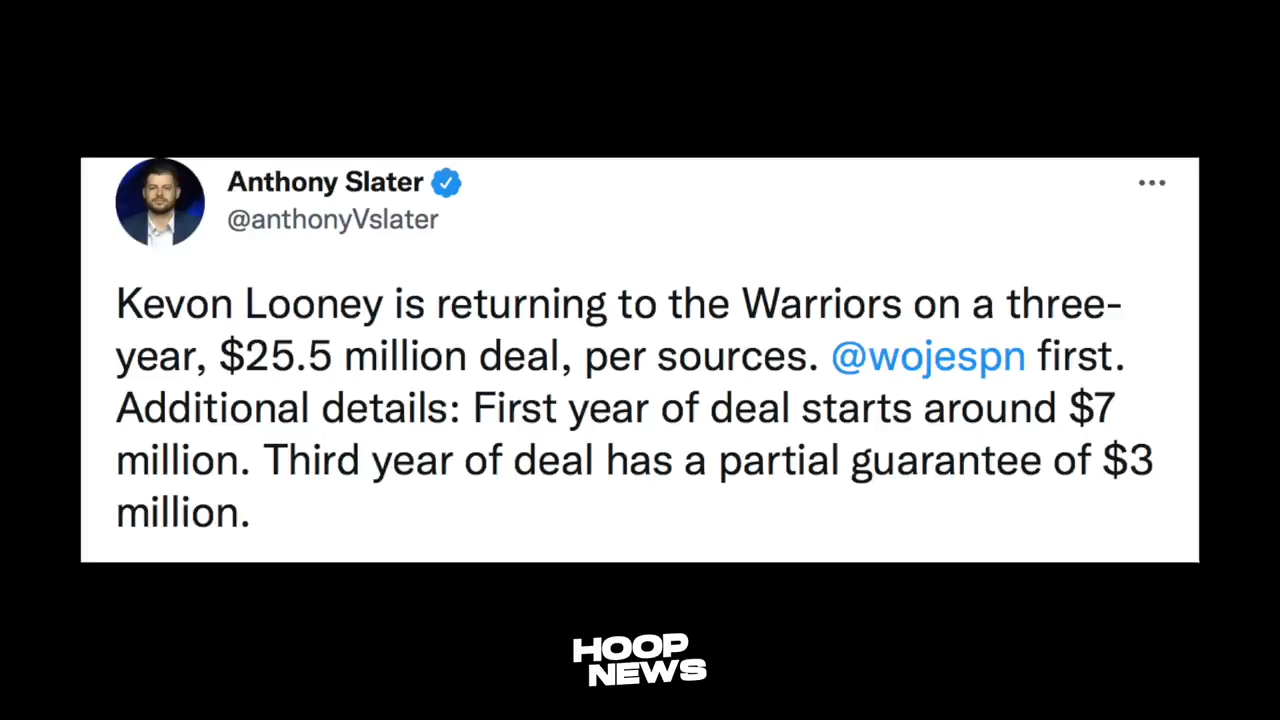 Anthony Slater
@anthonyVslater
Kevon Looney is returning to the Warriors on a three-
year, $25.5 million deal, per sources. @wojespn first.
Additional details: First year of deal starts around $7
million. Third year of deal has a partial guarantee of $3
million.
HOOP
NEWS